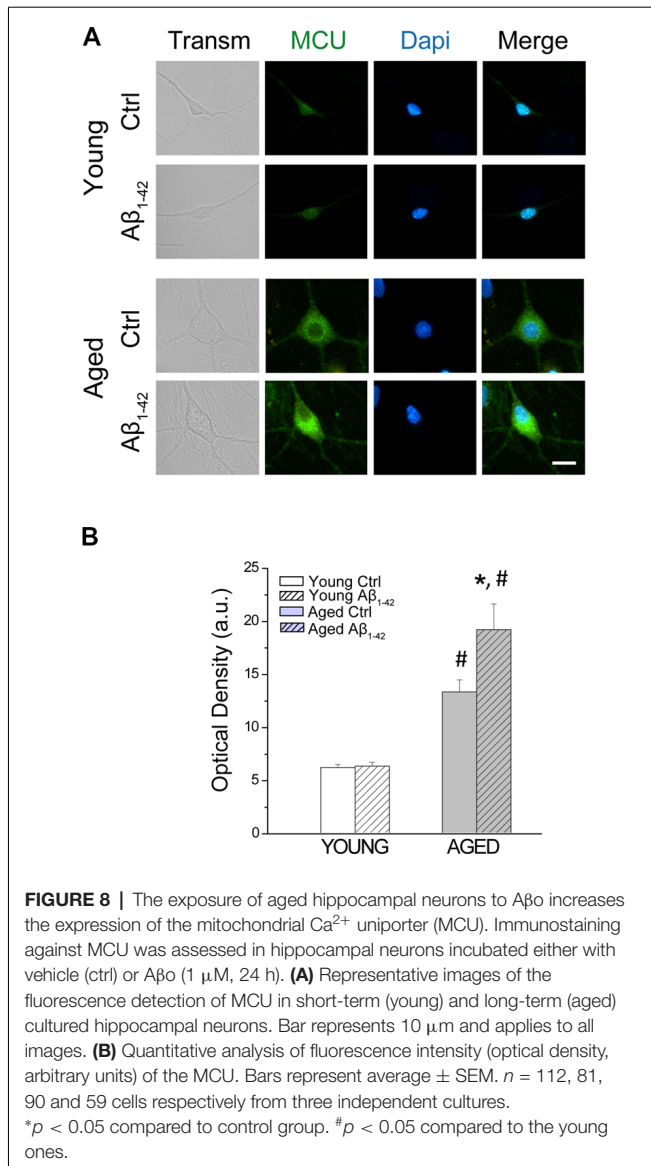 A
Transm MCU Dapi Merge
Young
Ctrl
Aβ1-42
Aged
Ctrl
Aβ1-42
B
Optical Density (a.u.)
25
20
15
10
5
0
Young Ctrl
Young Aβ1-42
Aged Ctrl
Aged Aβ1-42
#
*, #
YOUNG AGED
FIGURE 8 | The exposure of aged hippocampal neurons to Aβo increases
the expression of the mitochondrial Ca2+ uniporter (MCU). Immunostaining
against MCU was assessed in hippocampal neurons incubated either with
vehicle (ctrl) or Aβo (1 μM, 24 h). (A) Representative images of the
fluorescence detection of MCU in short-term (young) and long-term (aged)
cultured hippocampal neurons. Bar represents 10 μm and applies to all
images. (B) Quantitative analysis of fluorescence intensity (optical density,
arbitrary units) of the MCU. Bars represent average ± SEM. n = 112, 81,
90 and 59 cells respectively from three independent cultures.
*p < 0.05 compared to control group. #p < 0.05 compared to the young
ones.